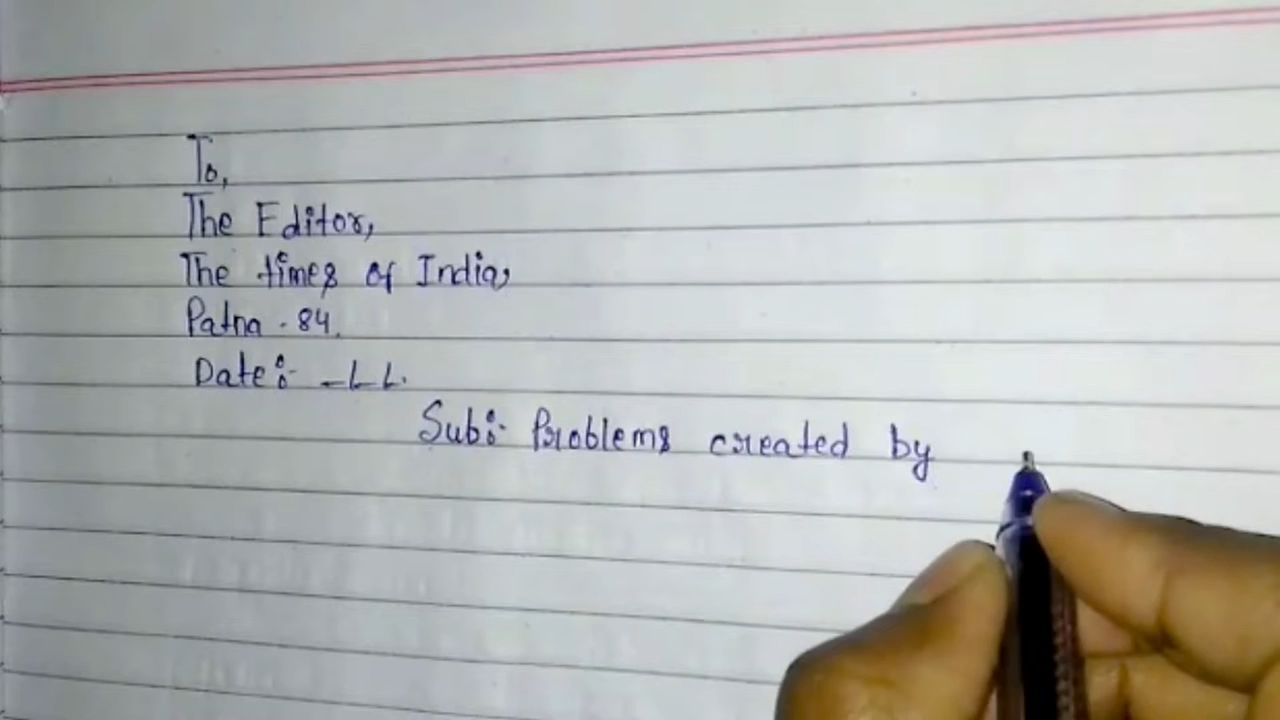 To,
The Editor,
The times of India,
Patna - 84.
Date:- _/_/_.
Sub:- Problems created by